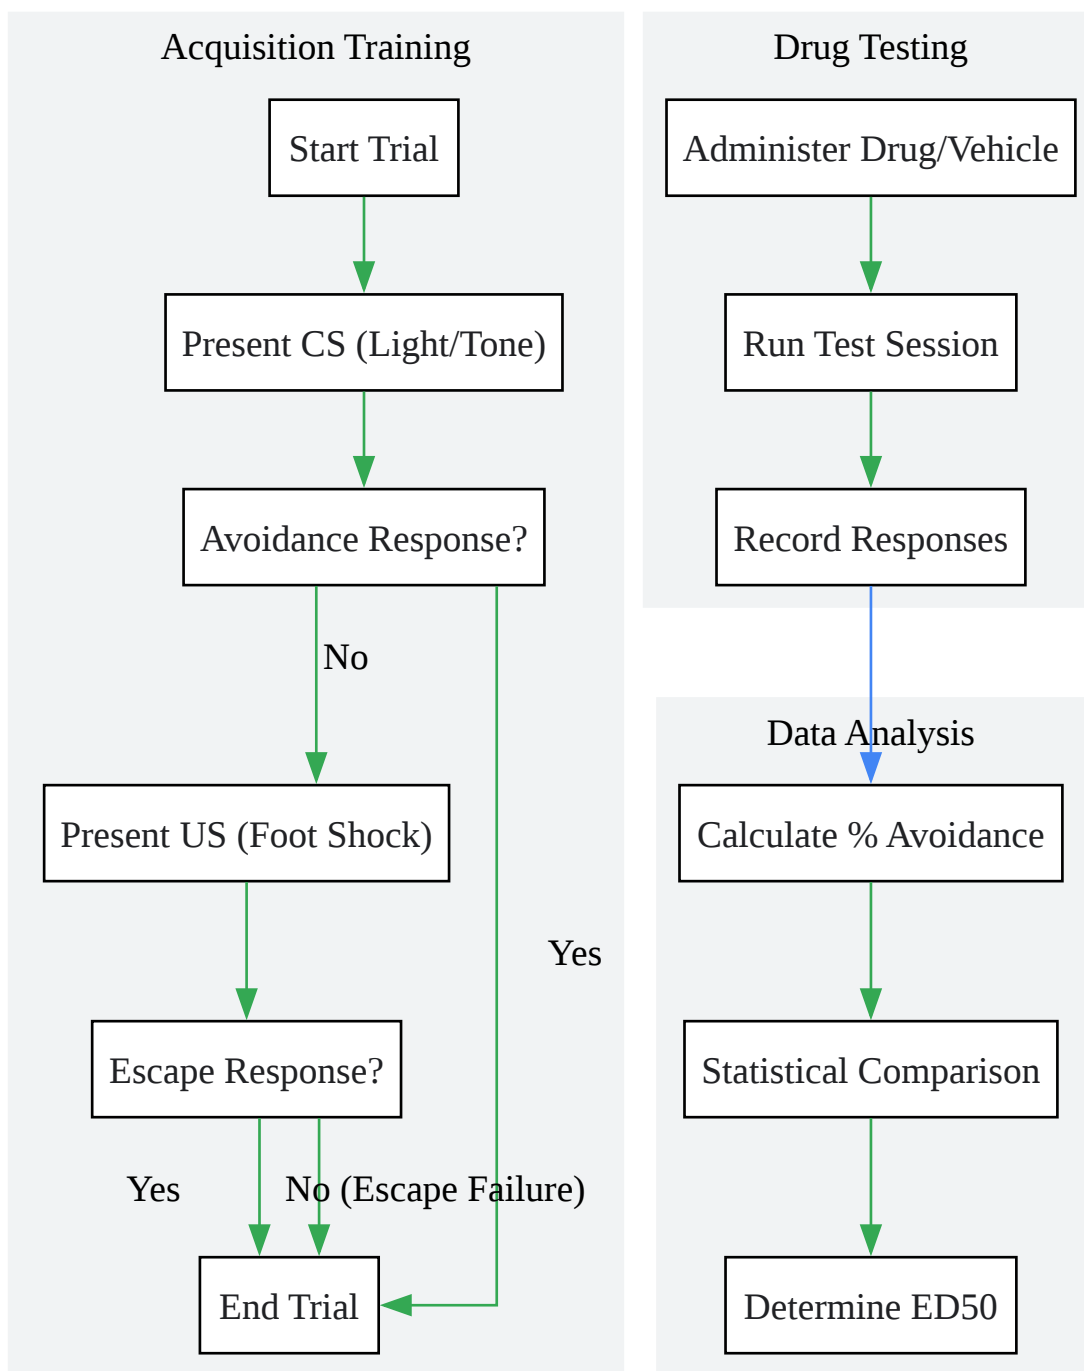 Acquisition Training
Start Trial
Present CS (Light/Tone)
Avoidance Response?
No
Present US (Foot Shock)
Yes
Escape Response?
Yes
No (Escape Failure)
End Trial
Drug Testing
Administer Drug/Vehicle
Run Test Session
Record Responses
Data Analysis
Calculate % Avoidance
Statistical Comparison
Determine ED50